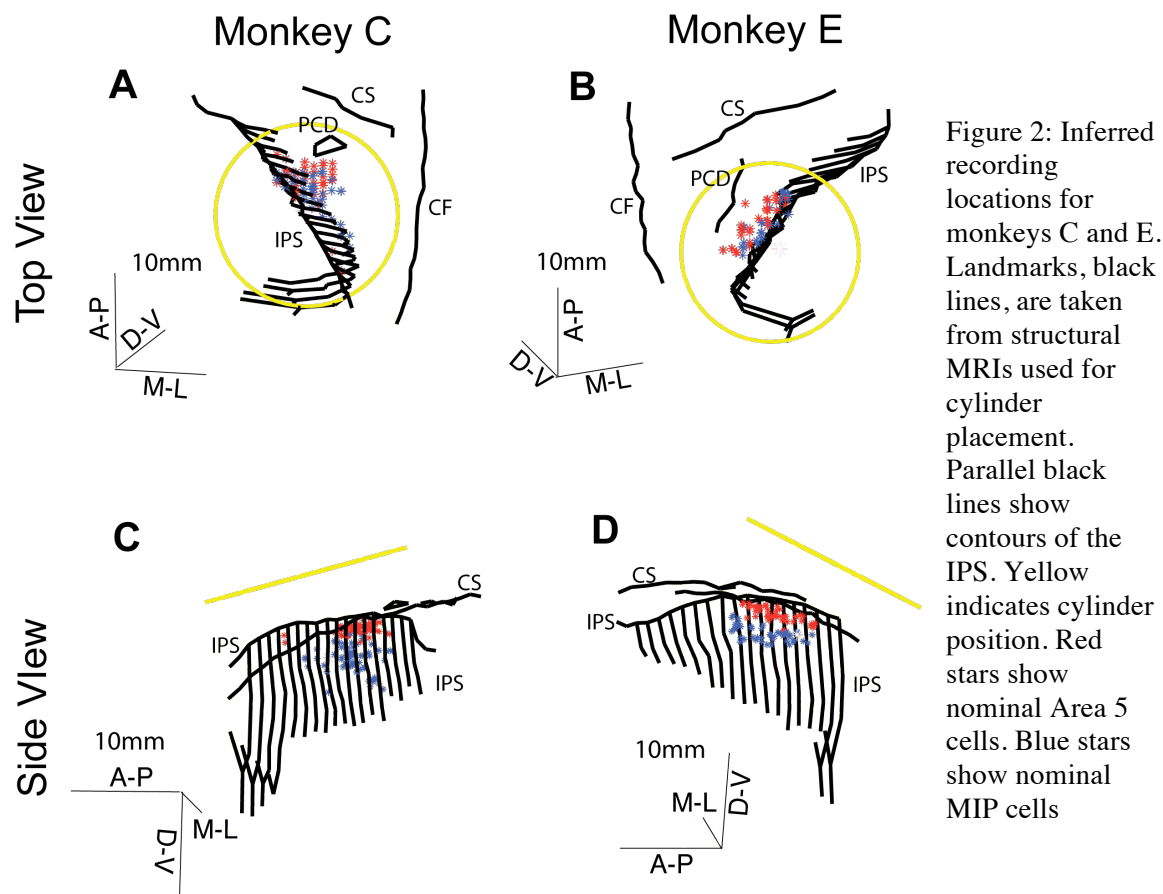 Monkey C
Monkey E
Top View
A
CS
PCD
IPS
CF
10mm
A-P
D-V
M-L
B
CS
PCD
IPS
CF
10mm
A-P
D-V
M-L
Side VIew
C
CS
IPS
IPS
10mm
A-P
M-L
D-V
D
CS
IPS
IPS
10mm
M-L
D-V
A-P
Figure 2: Inferred
recording
locations for
monkeys C and E.
Landmarks, black
lines, are taken
from structural
MRIs used for
cylinder
placement.
Parallel black
lines show
contours of the
IPS. Yellow
indicates cylinder
position. Red
stars show
nominal Area 5
cells. Blue stars
show nominal
MIP cells